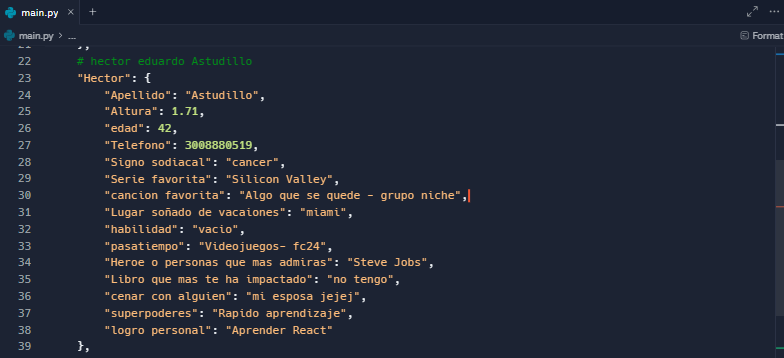 main.py × +
main.py > ...
Format
21 },
22 # hector eduardo Astudillo
23 "Hector": {
24 "Apellido": "Astudillo",
25 "Altura": 1.71,
26 "edad": 42,
27 "Telefono": 3008880519,
28 "Signo sodiacal": "cancer",
29 "Serie favorita": "Silicon Valley",
30 "cancion favorita": "Algo que se quede - grupo niche",
31 "Lugar soñado de vacaiones": "miami",
32 "habilidad": "vacio",
33 "pasatiempo": "Videojuegos- fc24",
34 "Heroe o personas que mas admiras": "Steve Jobs",
35 "Libro que mas te ha impactado": "no tengo",
36 "cenar con alguien": "mi esposa jejej",
37 "superpoderes": "Rapido aprendizaje",
38 "logro personal": "Aprender React"
39 },